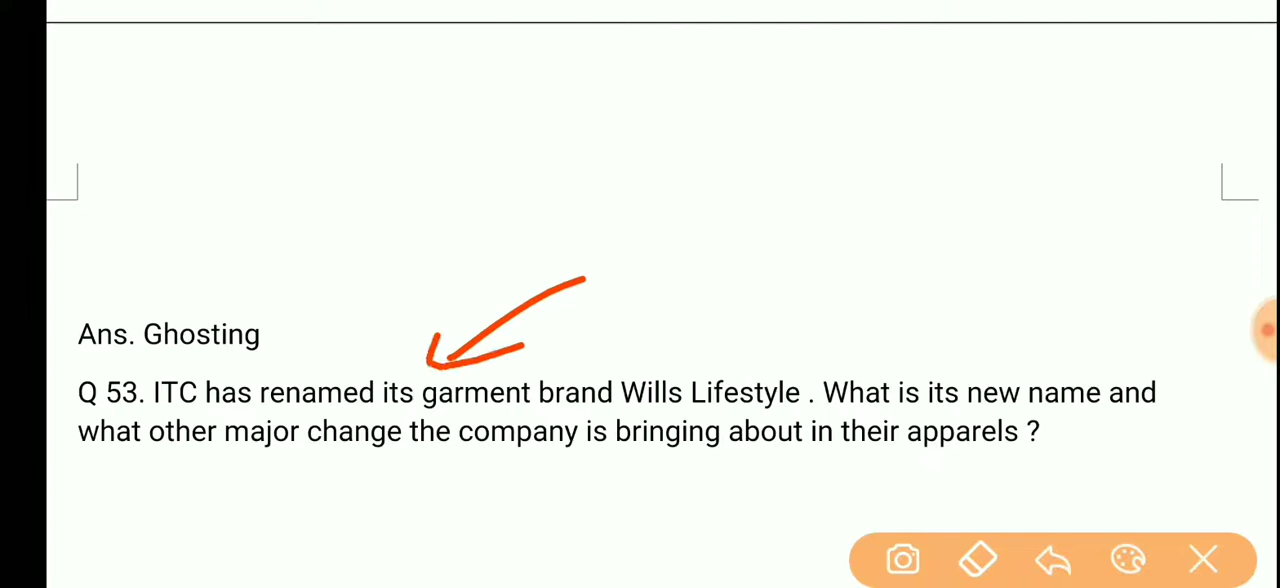 Ans. Ghosting
Q 53. ITC has renamed its garment brand Wills Lifestyle . What is its new name and
what other major change the company is bringing about in their apparels ?